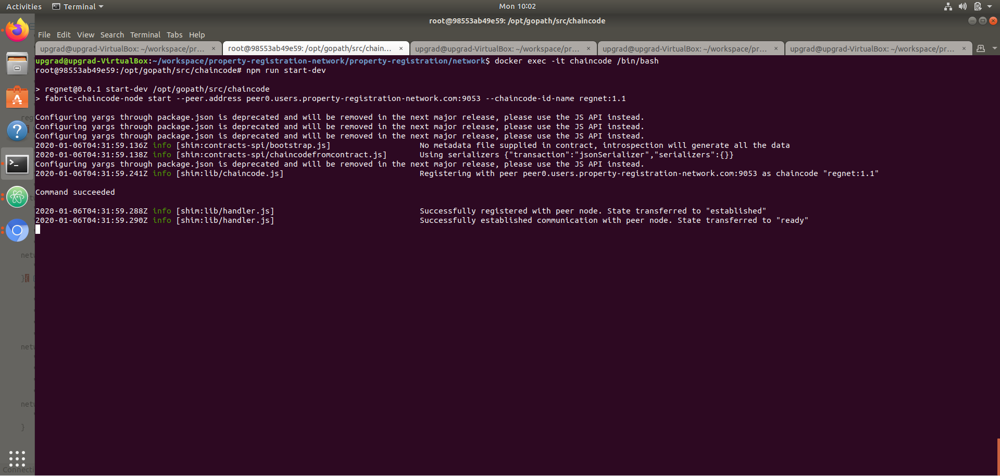 Activities
Terminal
Mon 10:02
root@98553ab49e59: /opt/gopath/src/chaincode
File Edit View Search Terminal Tabs Help
upgrad@upgrad-VirtualBox: ~/workspace/pr... ×
root@98553ab49e59: /opt/gopath/src/chain... ×
upgrad@upgrad-VirtualBox: ~/workspace/pr... ×
upgrad@upgrad-VirtualBox: ~/workspace/pr... ×
upgrad@upgrad-VirtualBox: ~/workspace/pr... ×
upgrad@upgrad-VirtualBox:~/workspace/property-registration-network/property-registration/network$ docker exec -it chaincode /bin/bash
root@98553ab49e59:/opt/gopath/src/chaincode# npm run start-dev
> regnet@0.0.1 start-dev /opt/gopath/src/chaincode
> fabric-chaincode-node start --peer.address peer0.users.property-registration-network.com:9053 --chaincode-id-name regnet:1.1
Configuring yargs through package.json is deprecated and will be removed in the next major release, please use the JS API instead.
Configuring yargs through package.json is deprecated and will be removed in the next major release, please use the JS API instead.
Configuring yargs through package.json is deprecated and will be removed in the next major release, please use the JS API instead.
2020-01-06T04:31:59.136Z info [shim:contracts-spi/bootstrap.js] No metadata file supplied in contract, introspection will generate all the data
2020-01-06T04:31:59.138Z info [shim:contracts-spi/chaincodefromcontract.js] Using serializers {"transaction":"jsonSerializer","serializers":{}}
Configuring yargs through package.json is deprecated and will be removed in the next major release, please use the JS API instead.
2020-01-06T04:31:59.241Z info [shim:lib/chaincode.js] Registering with peer peer0.users.property-registration-network.com:9053 as chaincode "regnet:1.1"
Command succeeded
2020-01-06T04:31:59.288Z info [shim:lib/handler.js] Successfully registered with peer node. State transferred to "established"
2020-01-06T04:31:59.290Z info [shim:lib/handler.js] Successfully established communication with peer node. State transferred to "ready"
reg
netw
}{
netw
netw
}
Connecti